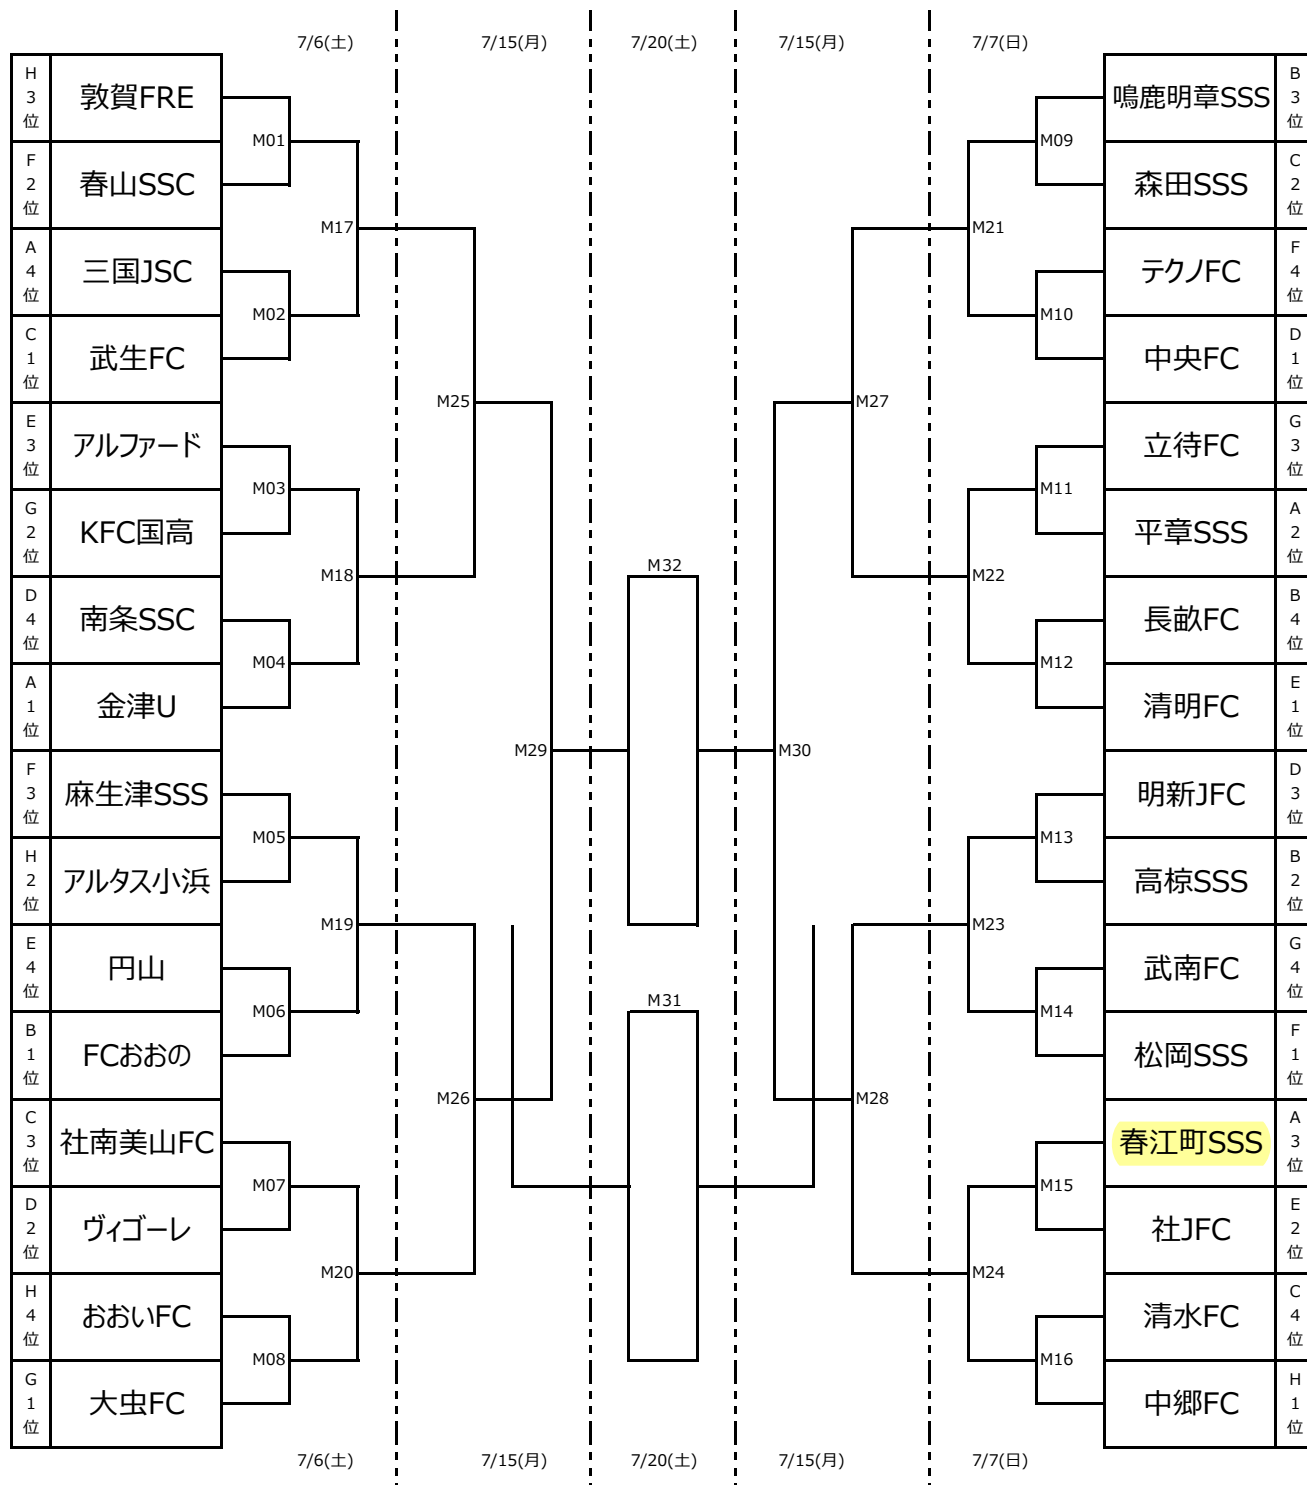 7/6(土) 7/15(月) 7/20(土) 7/15(月) 7/7(日)
H3位 敦賀FRE
F2位 春山SSC
A4位 三国JSC
C1位 武生FC
E3位 アルファード
G2位 KFC国高
D4位 南条SSC
A1位 金津U
F3位 麻生津SSS
H2位 アルタス小浜
E4位 円山
B1位 FCおおの
C3位 社南美山FC
D2位 ヴィゴーレ
H4位 おおいFC
G1位 大虫FC
M01
M02
M03
M04
M05
M06
M07
M08
M17
M18
M19
M20
M25
M26
M29
M32
M31
M30
M27
M28
M21
M22
M23
M24
M09
M10
M11
M12
M13
M14
M15
M16
鳴鹿明章SSS B3位
森田SSS C2位
テクノFC F4位
中央FC D1位
立待FC G3位
平章SSS A2位
長畝FC B4位
清明FC E1位
明新JFC D3位
高椋SSS B2位
武南FC G4位
松岡SSS F1位
春江町SSS A3位
社JFC E2位
清水FC C4位
中郷FC H1位
7/6(土) 7/15(月) 7/20(土) 7/15(月) 7/7(日)